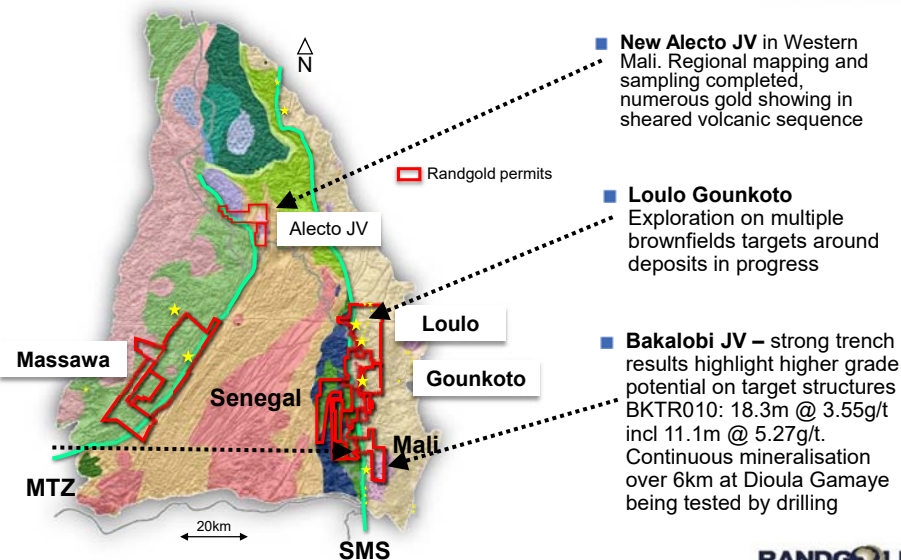 N
Randgold permits
Alecto JV
Loulo
Gounkoto
Massawa
Senegal
Mali
MTZ
20km
SMS
New Alecto JV in Western
Mali. Regional mapping and
sampling completed,
numerous gold showing in
sheared volcanic sequence
Loulo Gounkoto
Exploration on multiple
brownfields targets around
deposits in progress
Bakalobi JV – strong trench
results highlight higher grade
potential on target structures
BKTR010: 18.3m @ 3.55g/t
incl 11.1m @ 5.27g/t.
Continuous mineralisation
over 6km at Dioula Gamaye
being tested by drilling